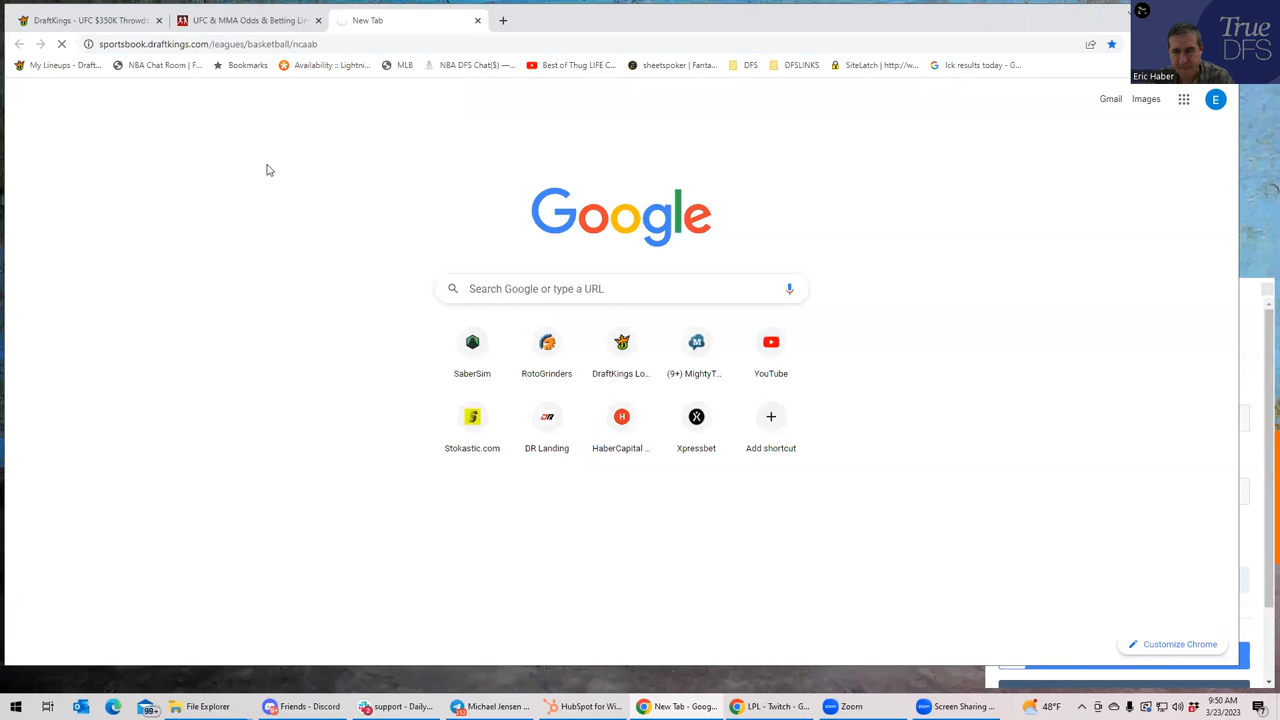 DraftKings - UFC $350K Throwd:
UFC & MMA Odds & Betting Lin
New Tab
sportsbook.draftkings.com/leagues/basketball/ncaab
My Lineups - Draft...
NBA Chat Room | F...
Bookmarks
Availability :: Lightni...
MLB
NBA DFS Chat($) —...
Best of Thug LIFE C...
sheetspoker | Fanta...
DFS
DFSLINKS
SiteLatch | http://w...
lck results today - G...
True
DFS
Eric Haber
Gmail
Images
E
Google
Search Google or type a URL
SaberSim
RotoGrinders
DraftKings Lo...
(9+) MightyT...
YouTube
Stokastic.com
DR Landing
HaberCapital ...
Xpressbet
Add shortcut
Customize Chrome
99+
File Explorer
Friends - Discord
support - Daily...
Michael Jensen ...
HubSpot for Wi...
New Tab - Goog...
LPL - Twitch - G...
Zoom
Screen Sharing ...
48°F
9:50 AM
3/23/2023